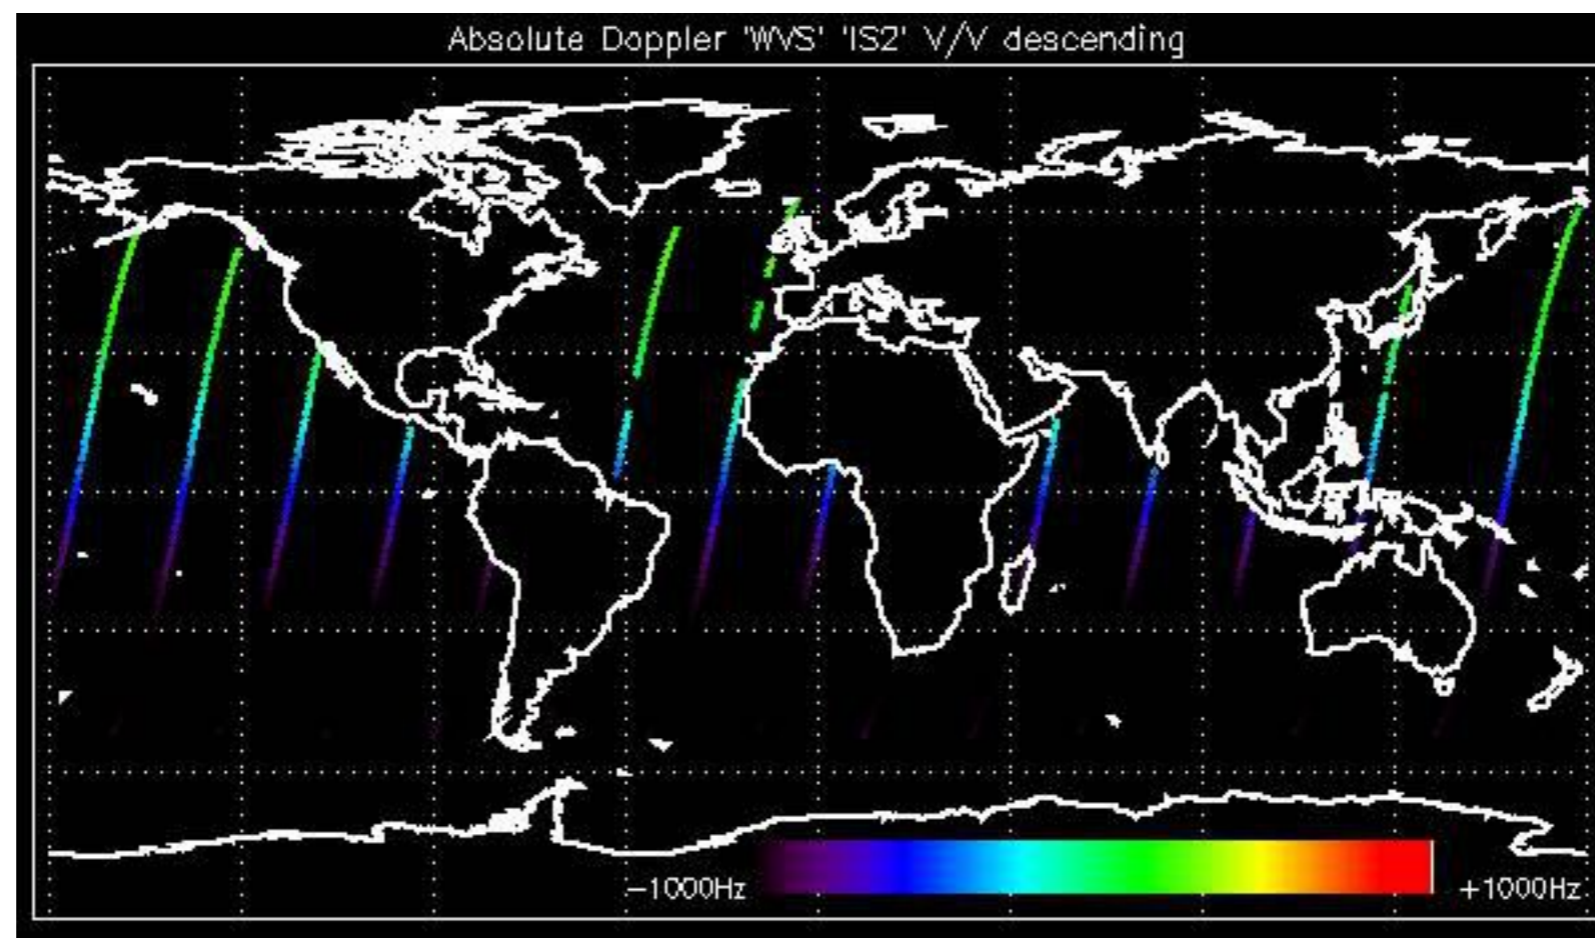 Absolute Doppler 'WVS' 'IS2' V/V descending
−1000Hz +1000Hz